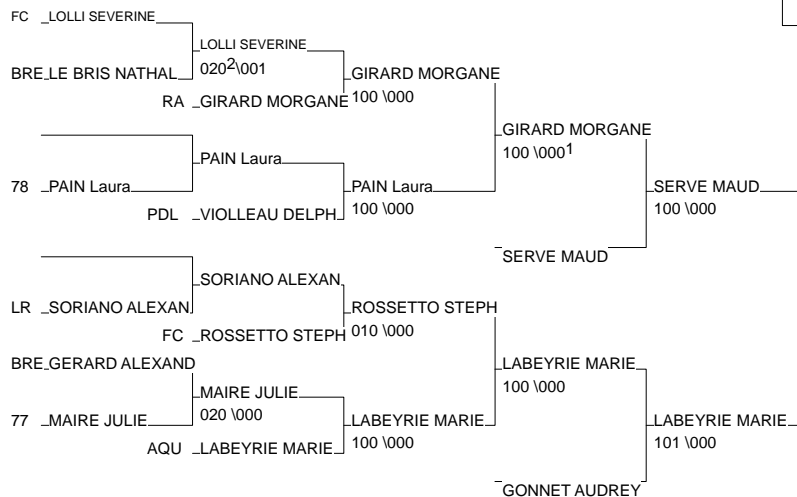 FC LOLLI SEVERINE
LOLLI SEVERINE
020²\001
BRE LE BRIS NATHAL
GIRARD MORGANE
100 \000
RA GIRARD MORGANE
GIRARD MORGANE
100 \000¹
PAIN Laura
78 PAIN Laura
PAIN Laura
100 \000
SERVE MAUD
100 \000
PDL VIOLLEAU DELPH
SERVE MAUD
SORIANO ALEXAN
LR SORIANO ALEXAN
ROSSETTO STEPH
010 \000
FC ROSSETTO STEPH
BRE GERARD ALEXAND
LABEYRIE MARIE
100 \000
MAIRE JULIE
020 \000
77 MAIRE JULIE
LABEYRIE MARIE
100 \000
LABEYRIE MARIE
101 \000
AQU LABEYRIE MARIE
GONNET AUDREY